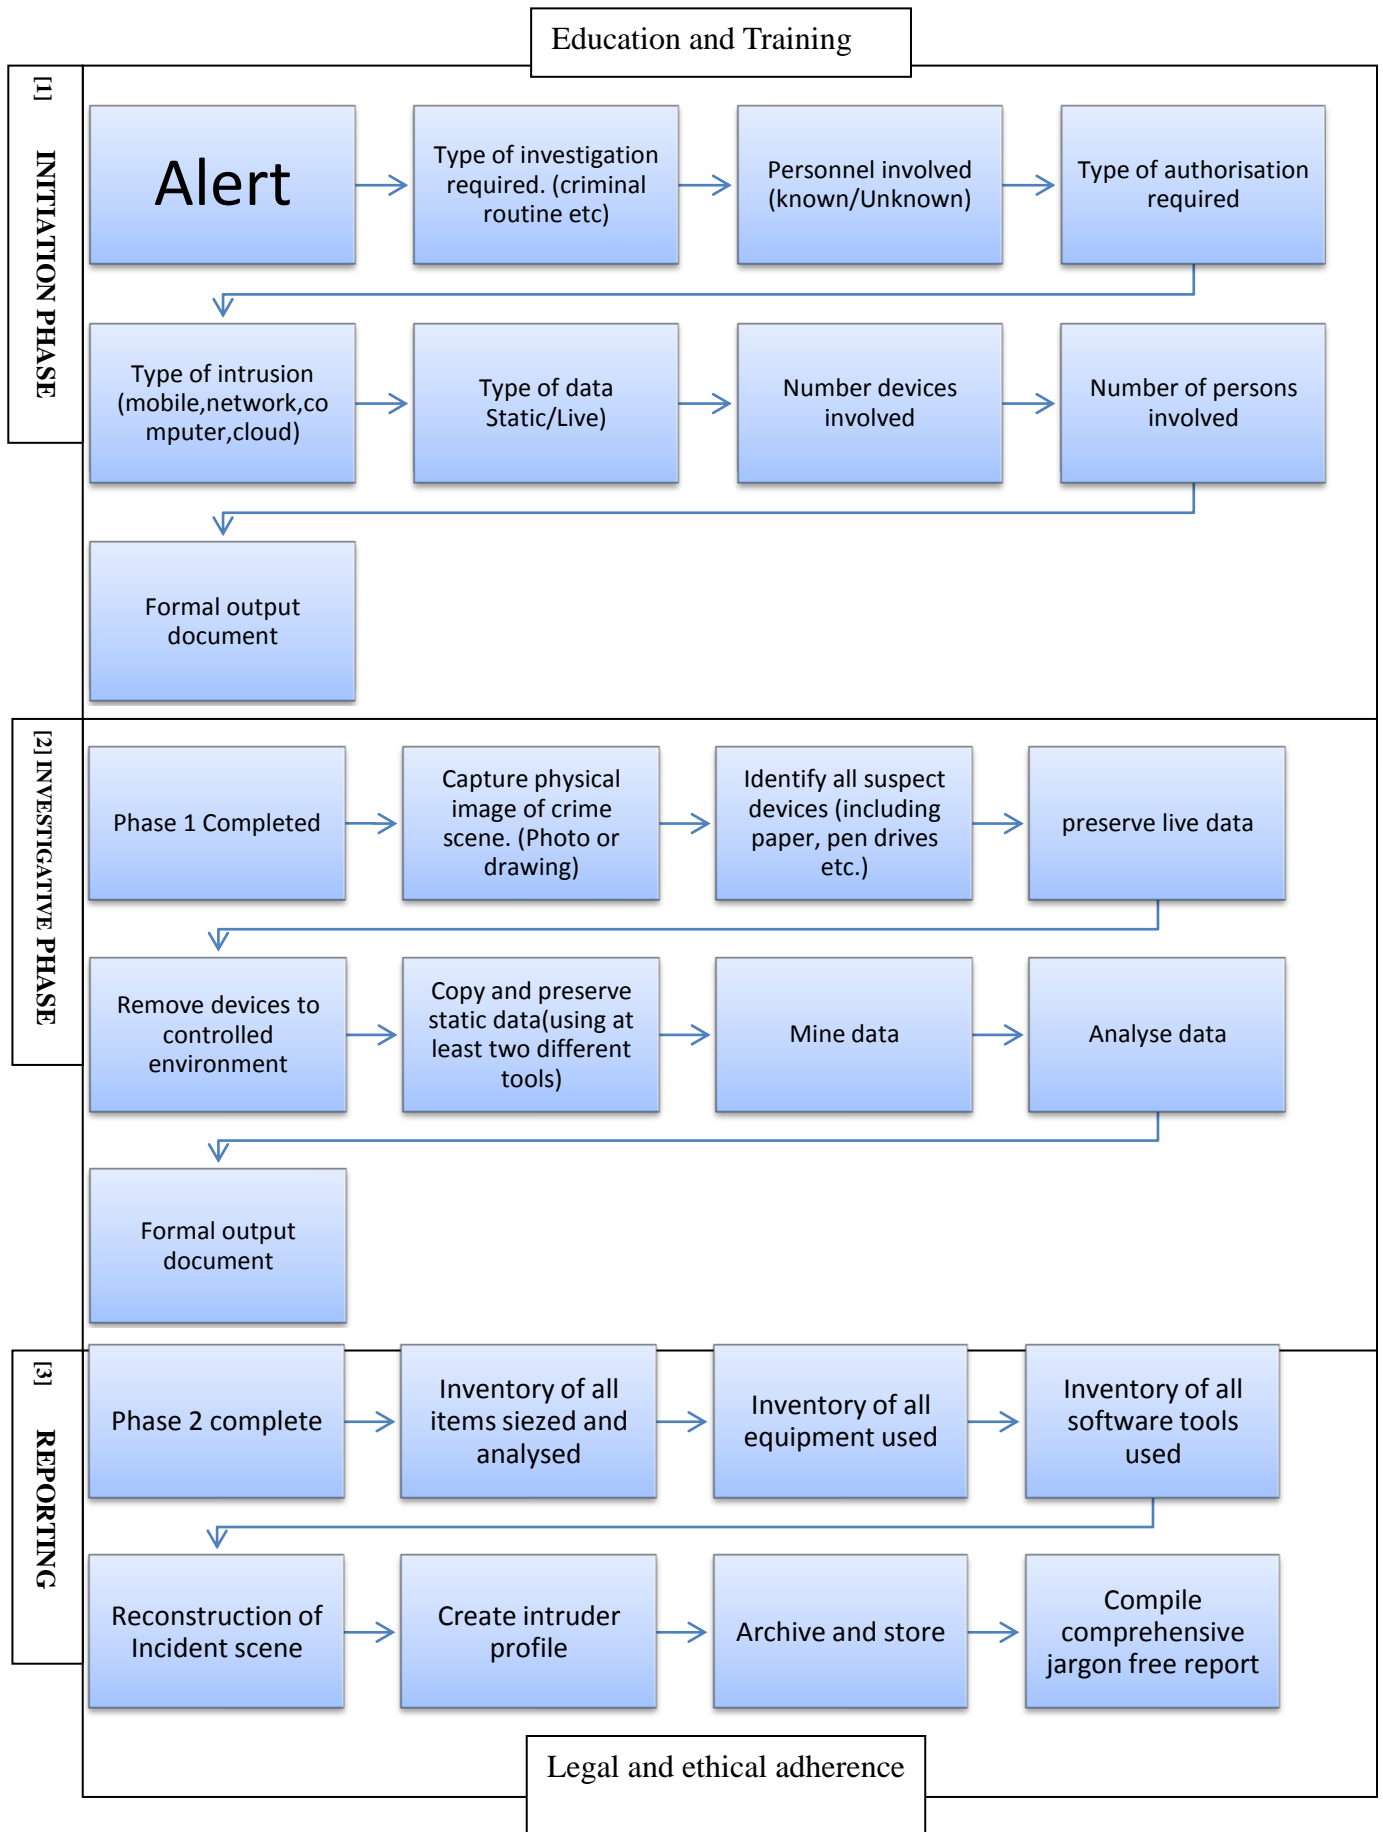 Education and Training
[1] INITIATION PHASE
Alert
Type of investigation
required. (criminal
routine etc)
Personnel involved
(known/Unknown)
Type of authorisation
required
Type of intrusion
(mobile,network,co
mputer,cloud)
Type of data
Static/Live)
Number devices
involved
Number of persons
involved
Formal output
document
[2] INVESTIGATIVE PHASE
Phase 1 Completed
Capture physical
image of crime
scene. (Photo or
drawing)
Identify all suspect
devices (including
paper, pen drives
etc.)
preserve live data
Remove devices to
controlled
environment
Copy and preserve
static data(using at
least two different
tools)
Mine data
Analyse data
Formal output
document
[3] REPORTING
Phase 2 complete
Inventory of all
items siezed and
analysed
Inventory of all
equipment used
Inventory of all
software tools
used
Reconstruction of
Incident scene
Create intruder
profile
Archive and store
Compile
comprehensive
jargon free report
Legal and ethical adherence